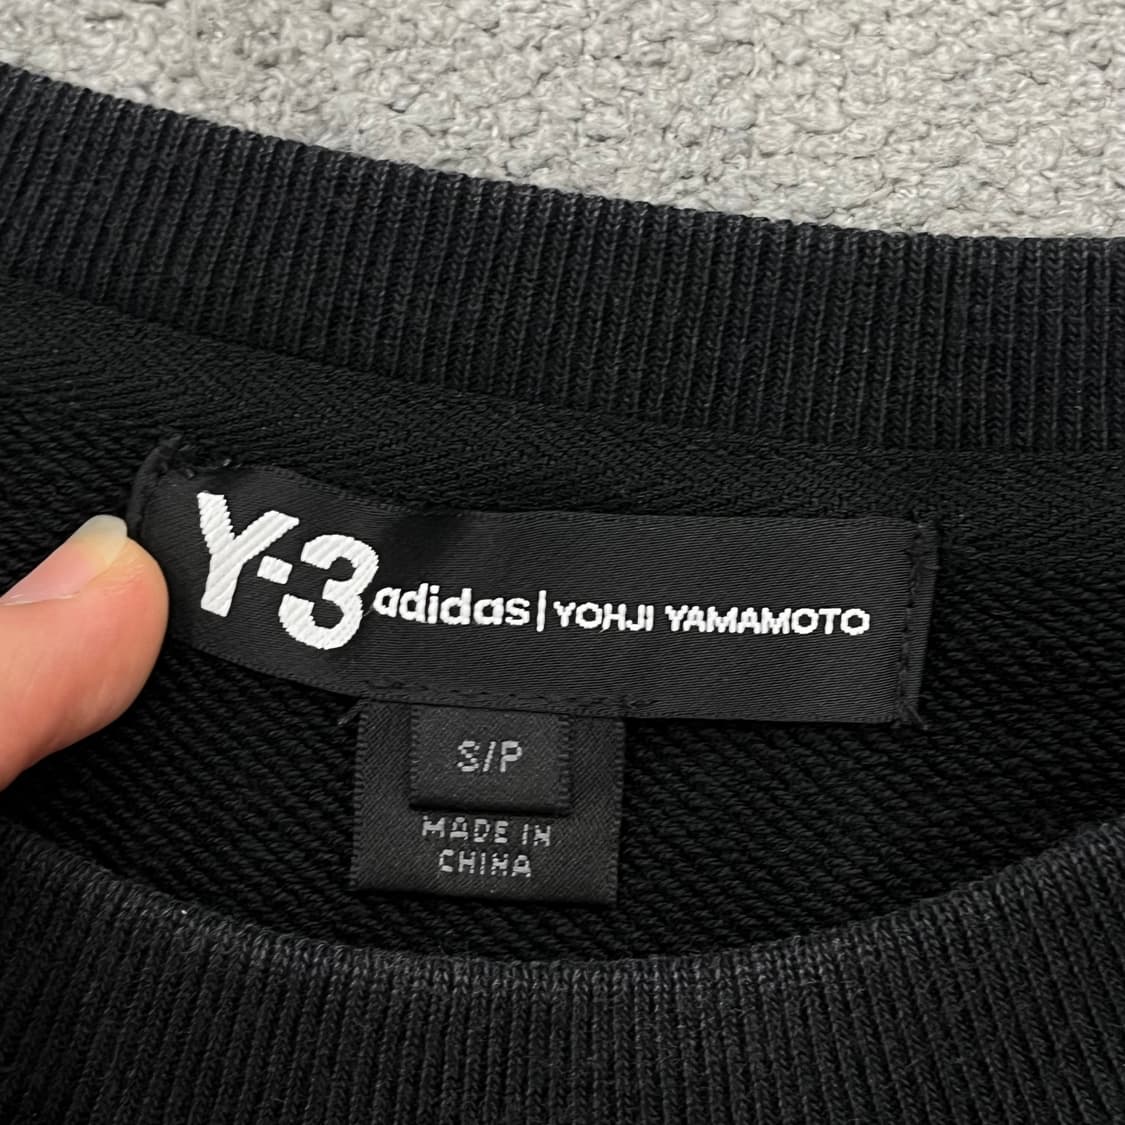 Y-3 adidas | YOHJI YAMAMOTO
S/P
MADE IN
CHINA